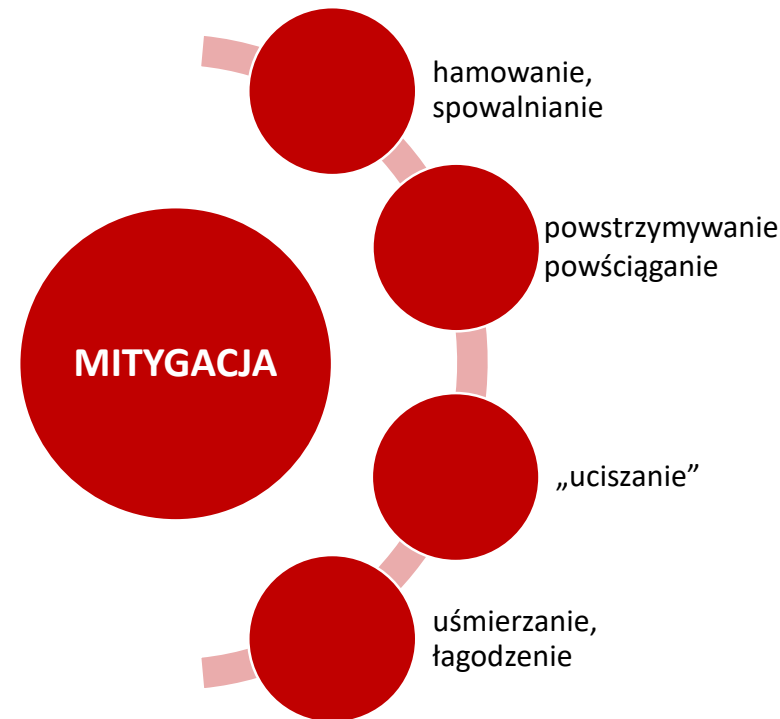 hamowanie,
spowalnianie
powstrzymywanie
powściąganie
MITYGACJA
„uciszanie”
uśmierzanie,
łagodzenie